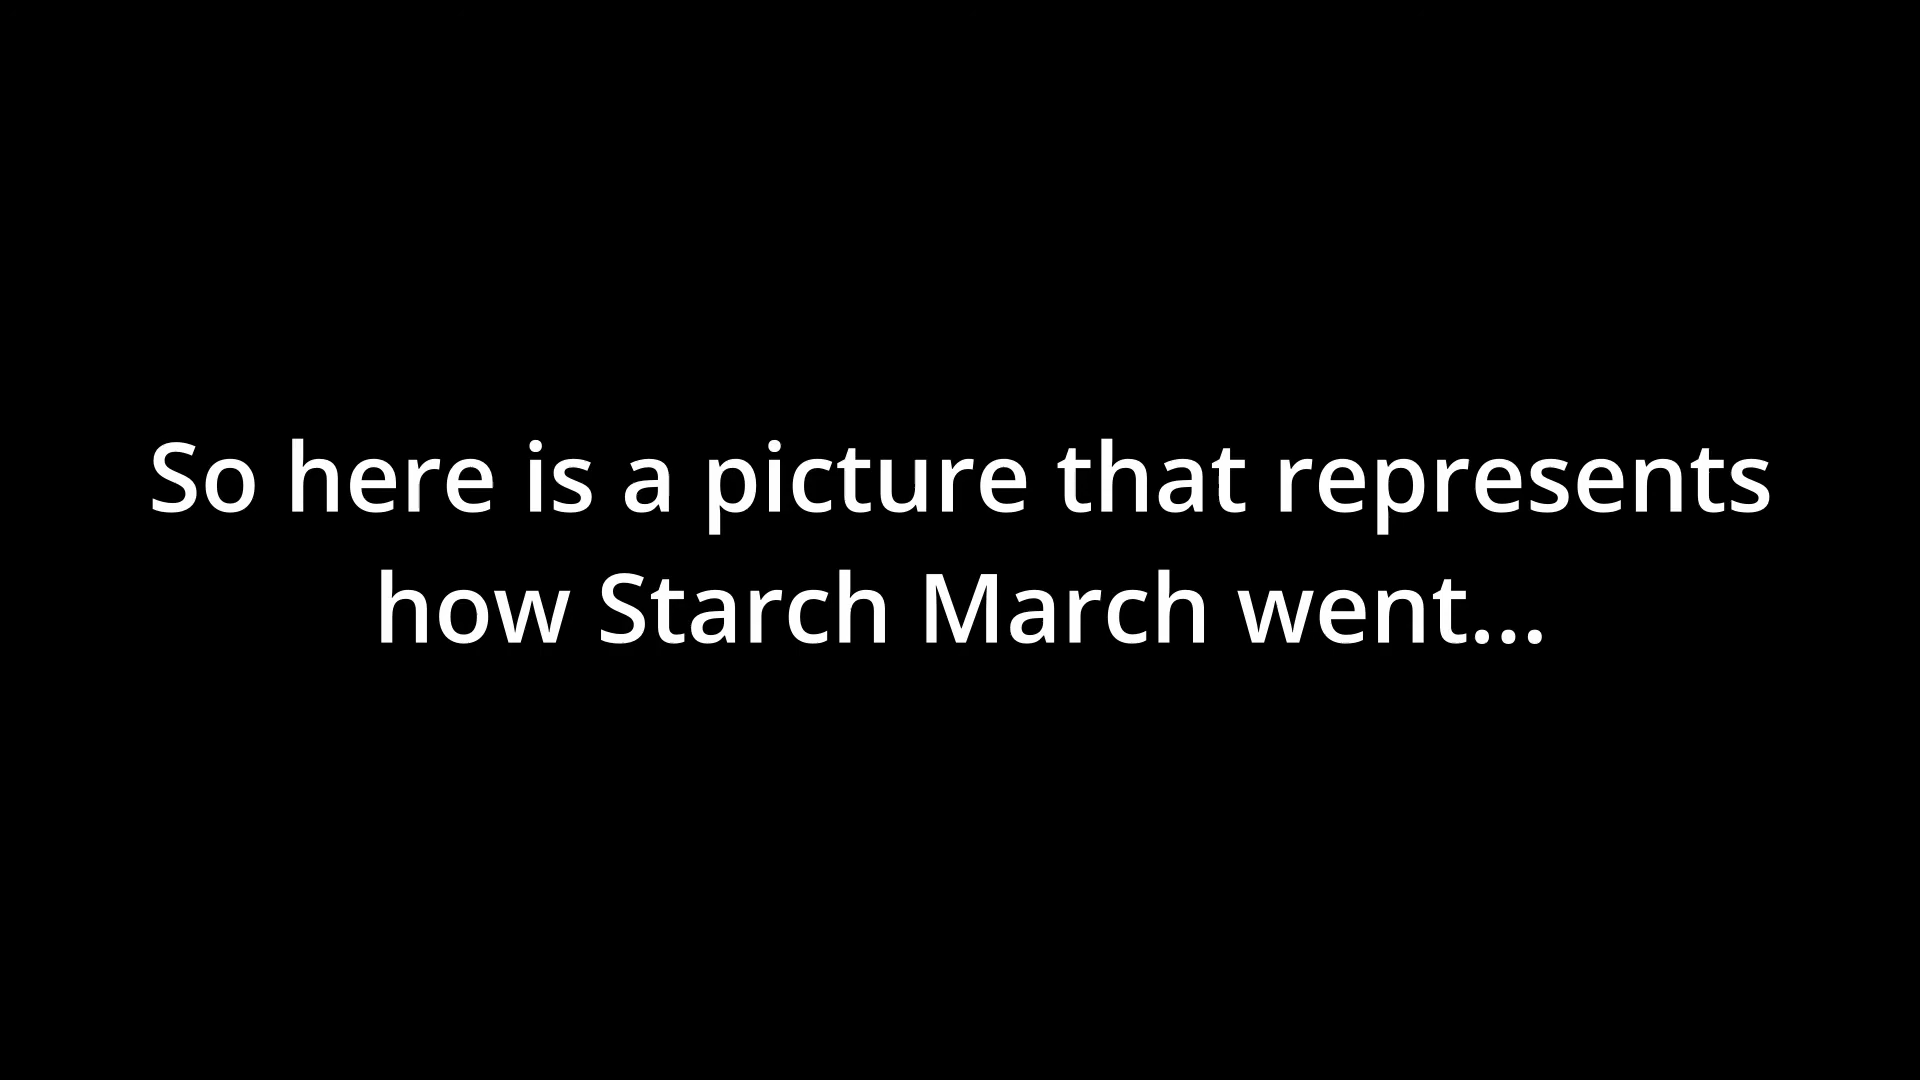 So here is a picture that represents
how Starch March went...